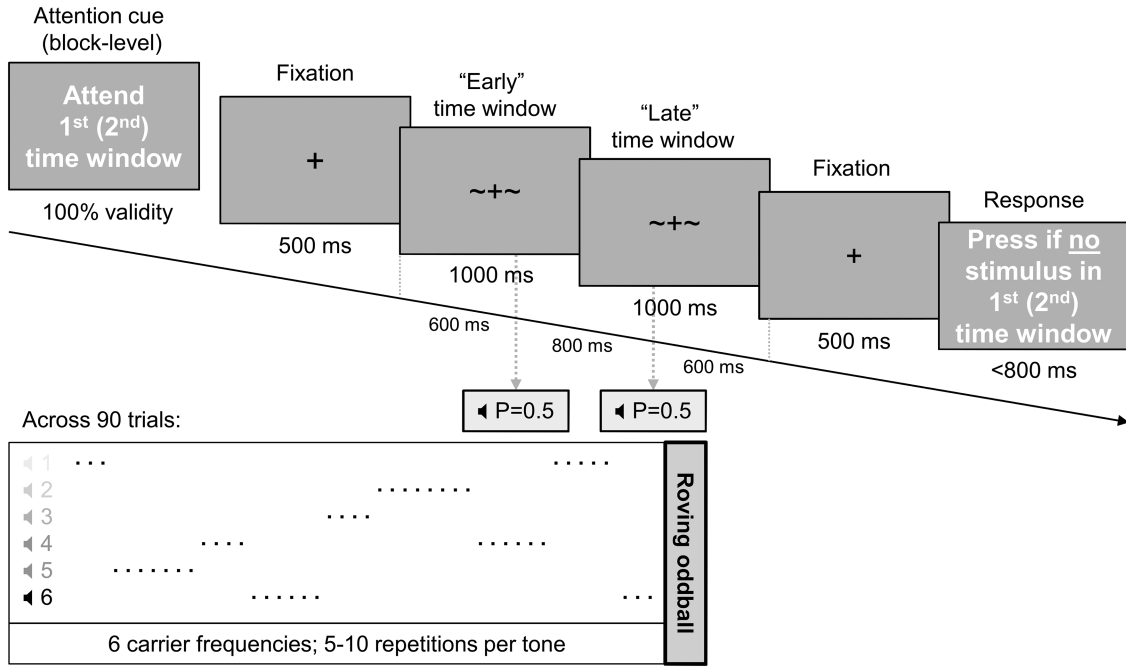 Attention cue
(block-level)
Attend
1st (2nd)
time window
100% validity
Fixation
+
500 ms
“Early”
time window
~+~
1000 ms
“Late”
time window
~+~
1000 ms
Fixation
+
500 ms
Response
Press if no
stimulus in
1st (2nd)
time window
<800 ms
600 ms
800 ms
600 ms
P=0.5
P=0.5
Across 90 trials:
1
2
3
4
5
6
Roving oddball
6 carrier frequencies; 5-10 repetitions per tone